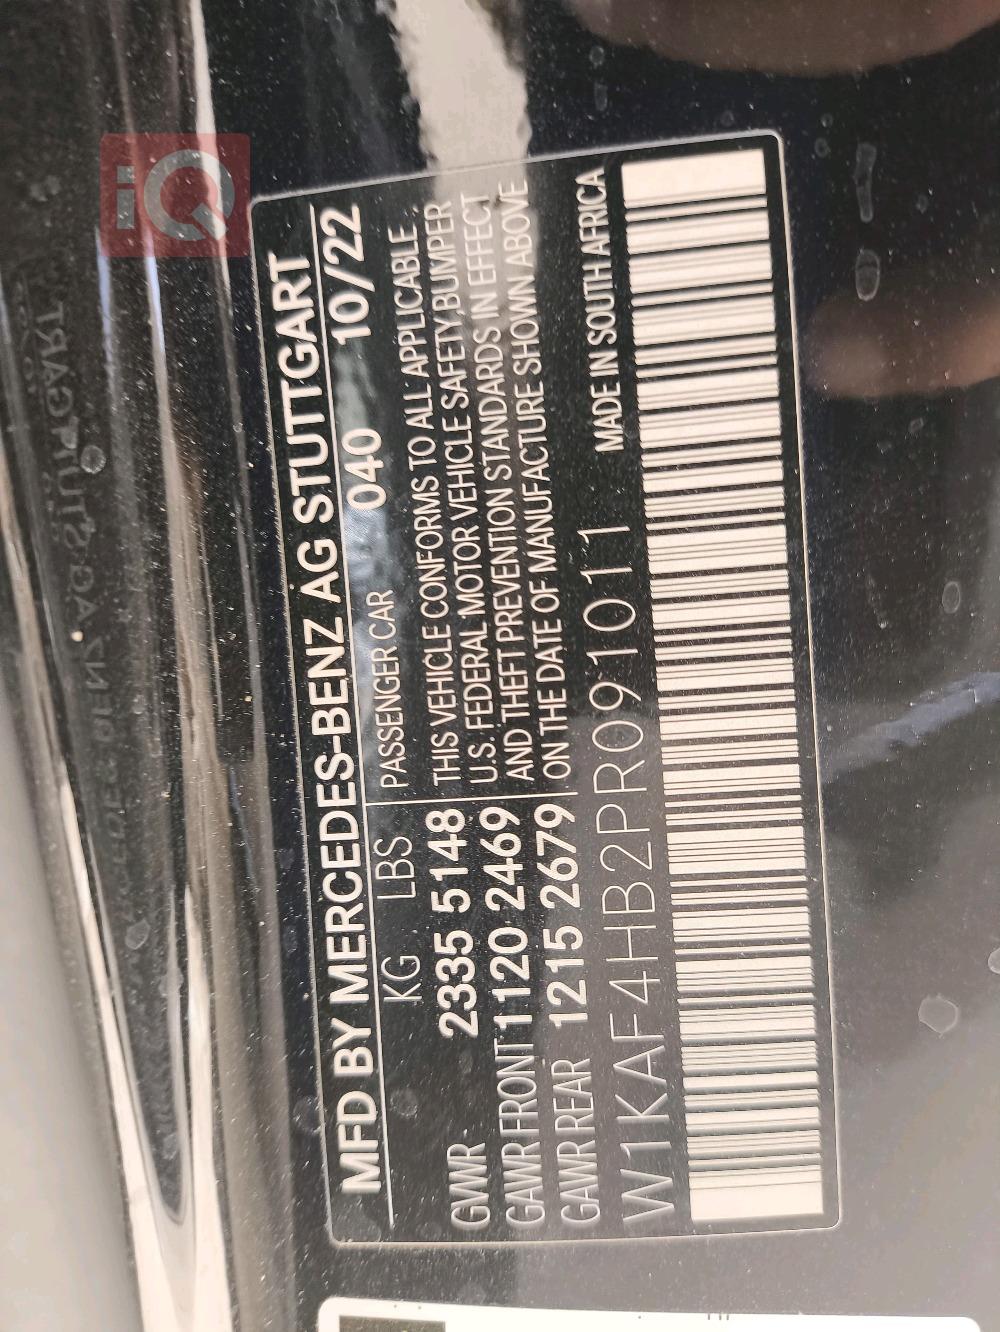 iQ
MFD BY MERCEDES-BENZ AG STUTTGART
KG LBS PASSENGER CAR 040 10/22
GVWR 2335 5148 THIS VEHICLE CONFORMS TO ALL APPLICABLE
GAWR FRONT 1120 2469 U.S. FEDERAL MOTOR VEHICLE SAFETY,BUMPER
GAWR REAR 1215 2679 AND THEFT PREVENTION STANDARDS IN EFFECT
ON THE DATE OF MANUFACTURE SHOWN ABOVE
W1KAF4HB2PR091011 MADE IN SOUTH AFRICA